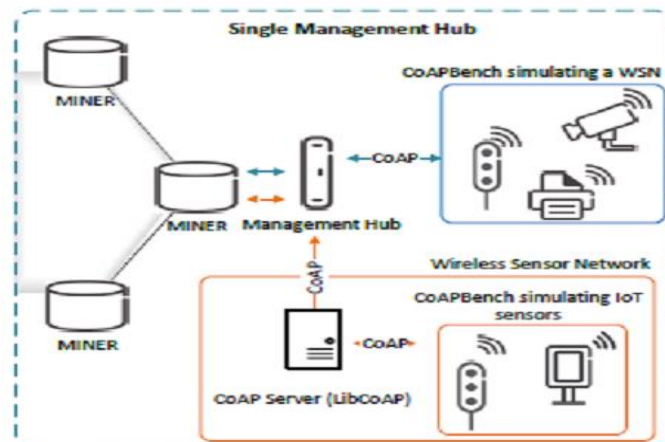 Single Management Hub
CoAPBench simulating a WSN
MINER
CoAP
MINER
Management Hub
CoAP
Wireless Sensor Network
CoAPBench simulating IoT
sensors
MINER
CoAP
CoAP Server (LibCoAP)